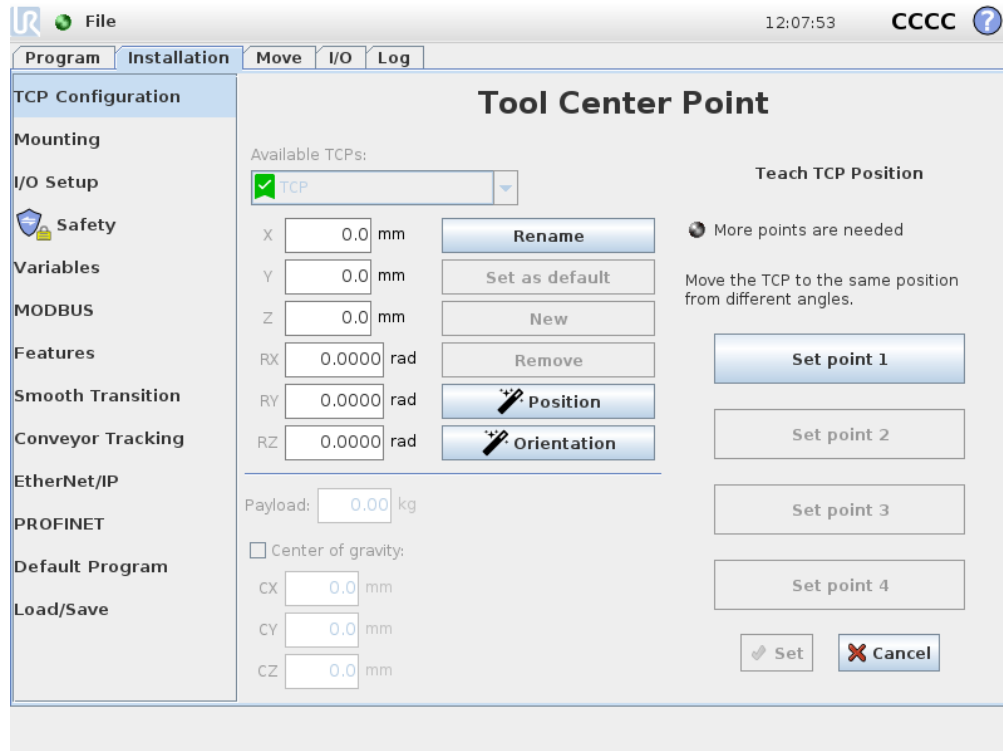 UR File 12:07:53 CCCC ?
Program Installation Move I/O Log
TCP Configuration
Mounting
I/O Setup
Safety
Variables
MODBUS
Features
Smooth Transition
Conveyor Tracking
EtherNet/IP
PROFINET
Default Program
Load/Save
Tool Center Point
Available TCPs:
TCP
X 0.0 mm Rename
Y 0.0 mm Set as default
Z 0.0 mm New
RX 0.0000 rad Remove
RY 0.0000 rad Position
RZ 0.0000 rad Orientation
Payload: 0.00 kg
Center of gravity:
CX 0.0 mm
CY 0.0 mm
CZ 0.0 mm
Teach TCP Position
More points are needed
Move the TCP to the same position
from different angles.
Set point 1
Set point 2
Set point 3
Set point 4
Set Cancel